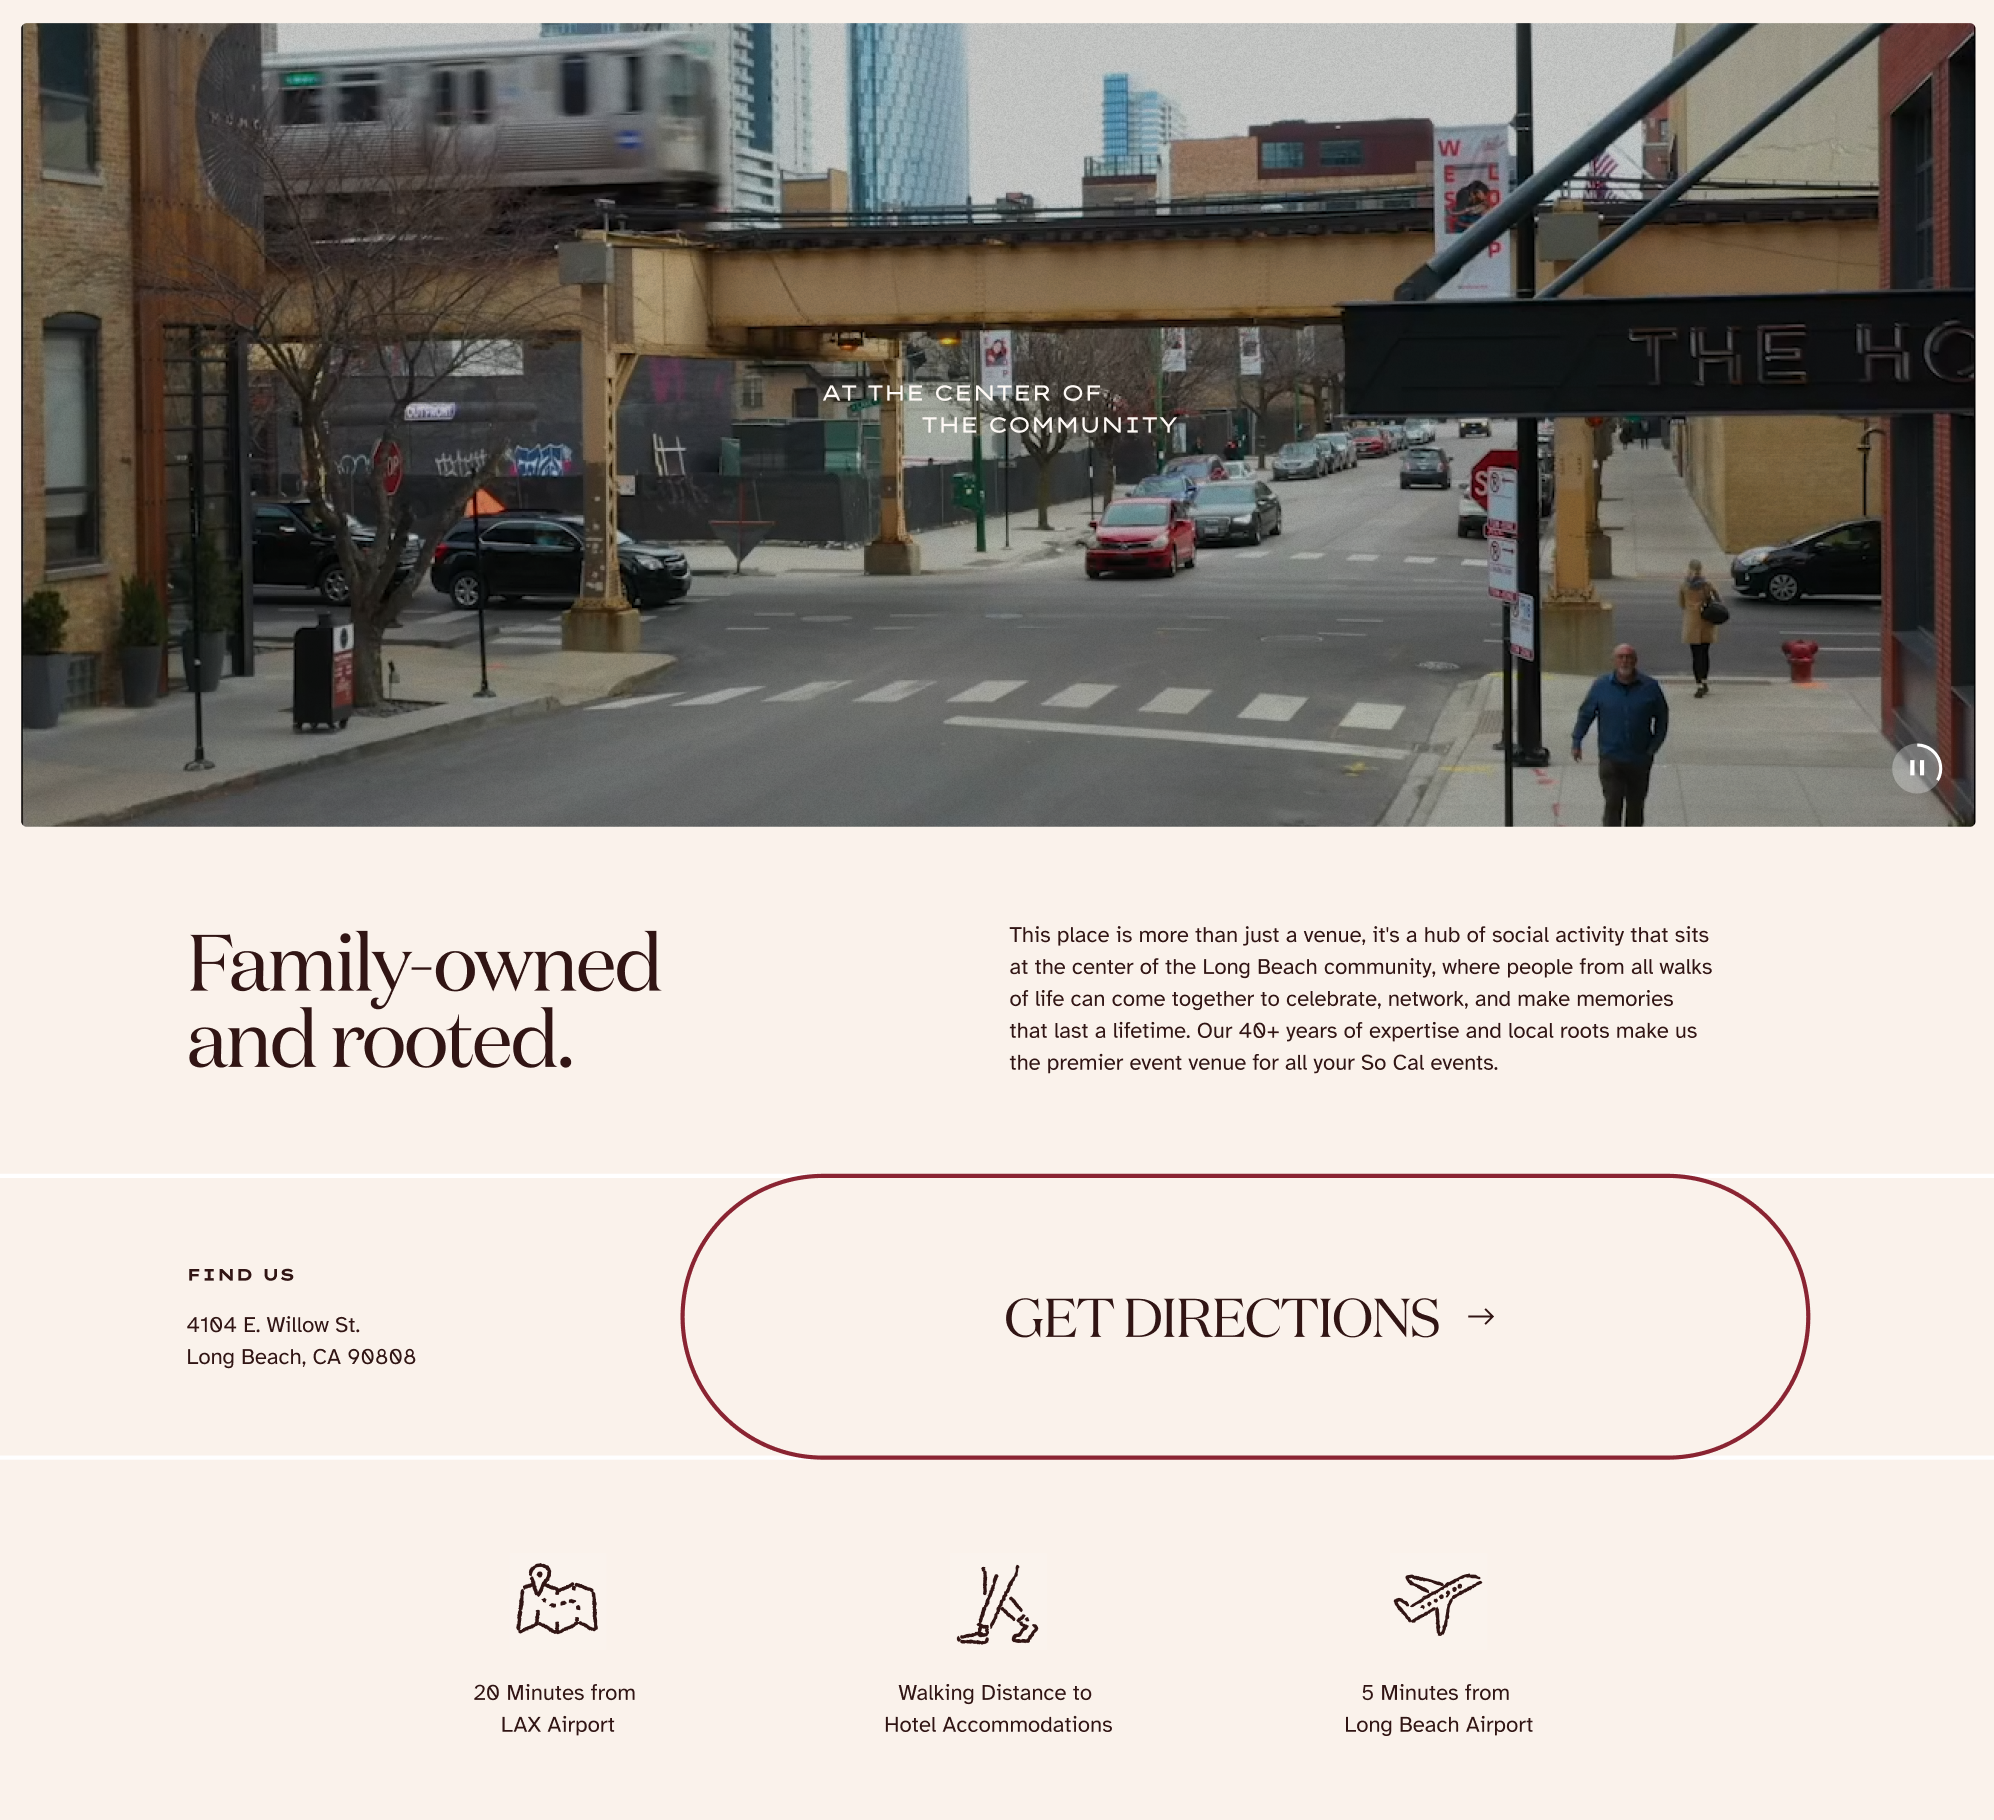 AT THE CENTER OF
THE COMMUNITY
W
E
S
L
O
P
OUTFRONT
THE HO
Family-owned
and rooted.
This place is more than just a venue, it's a hub of social activity that sits
at the center of the Long Beach community, where people from all walks
of life can come together to celebrate, network, and make memories
that last a lifetime. Our 40+ years of expertise and local roots make us
the premier event venue for all your So Cal events.
FIND US
4104 E. Willow St.
Long Beach, CA 90808
GET DIRECTIONS →
20 Minutes from
LAX Airport
Walking Distance to
Hotel Accommodations
5 Minutes from
Long Beach Airport